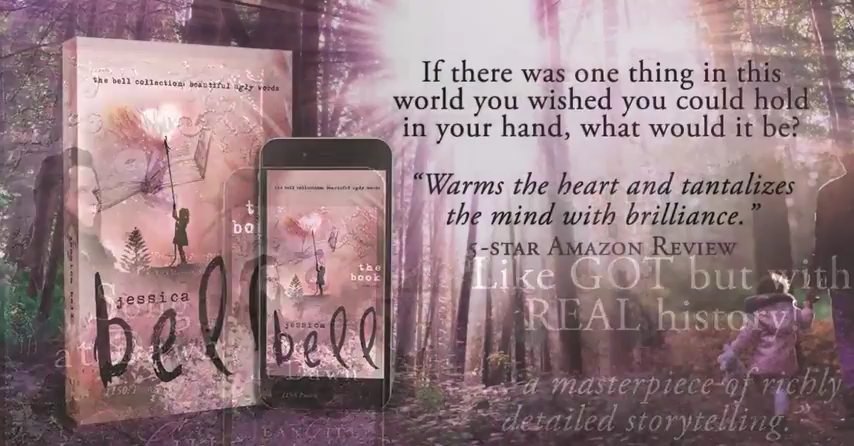 the bell collection: beautiful ugly words
jessica
bell
the bell collection: beautiful ugly words
the
book
jessica
bell
If there was one thing in this
world you wished you could hold
in your hand, what would it be?
“Warms the heart and tantalizes
the mind with brilliance.”
5-star Amazon Review
Like GOT but with
REAL history!
“a masterpiece of richly
detailed storytelling.”